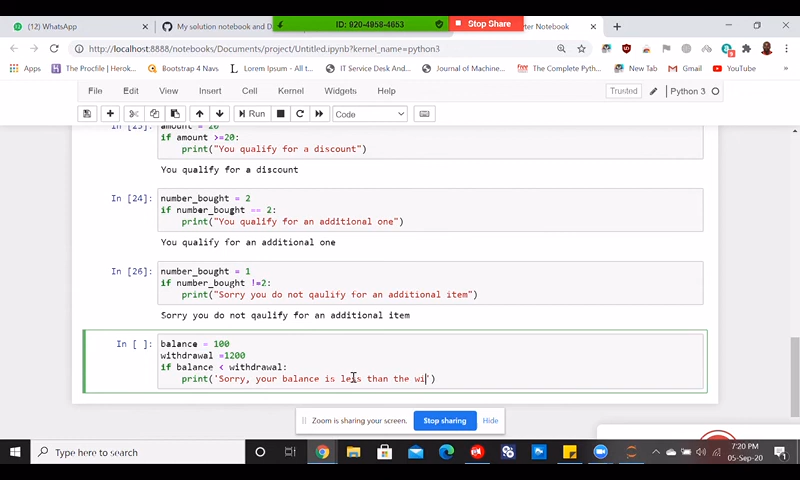 (12) WhatsApp
My solution notebook and D
ID: 920-4958-4653
Stop Share
ter Notebook
http://localhost:8888/notebooks/Documents/project/Untitled.ipynb?kernel_name=python3
Apps
The Procfile | Herok...
Bootstrap 4 Navs
Lorem Ipsum - All t...
IT Service Desk And...
Journal of Machine...
The Complete Pyth...
New Tab
Gmail
YouTube
File
Edit
View
Insert
Cell
Kernel
Widgets
Help
Trusted
Python 3
Run
Code
In [25]:
amount = 20
if amount >=20:
print("You qualify for a discount")
You qualify for a discount
In [24]:
number_bought = 2
if number_bought == 2:
print("You qualify for an additional one")
You qualify for an additional one
In [26]:
number_bought = 1
if number_bought !=2:
print("Sorry you do not qaulify for an additional item")
Sorry you do not qaulify for an additional item
In [ ]:
balance = 100
withdrawal =1200
if balance < withdrawal:
print('Sorry, your balance is less than the wi')
Zoom is sharing your screen.
Stop sharing
Hide
Type here to search
7:20 PM
05-Sep-20